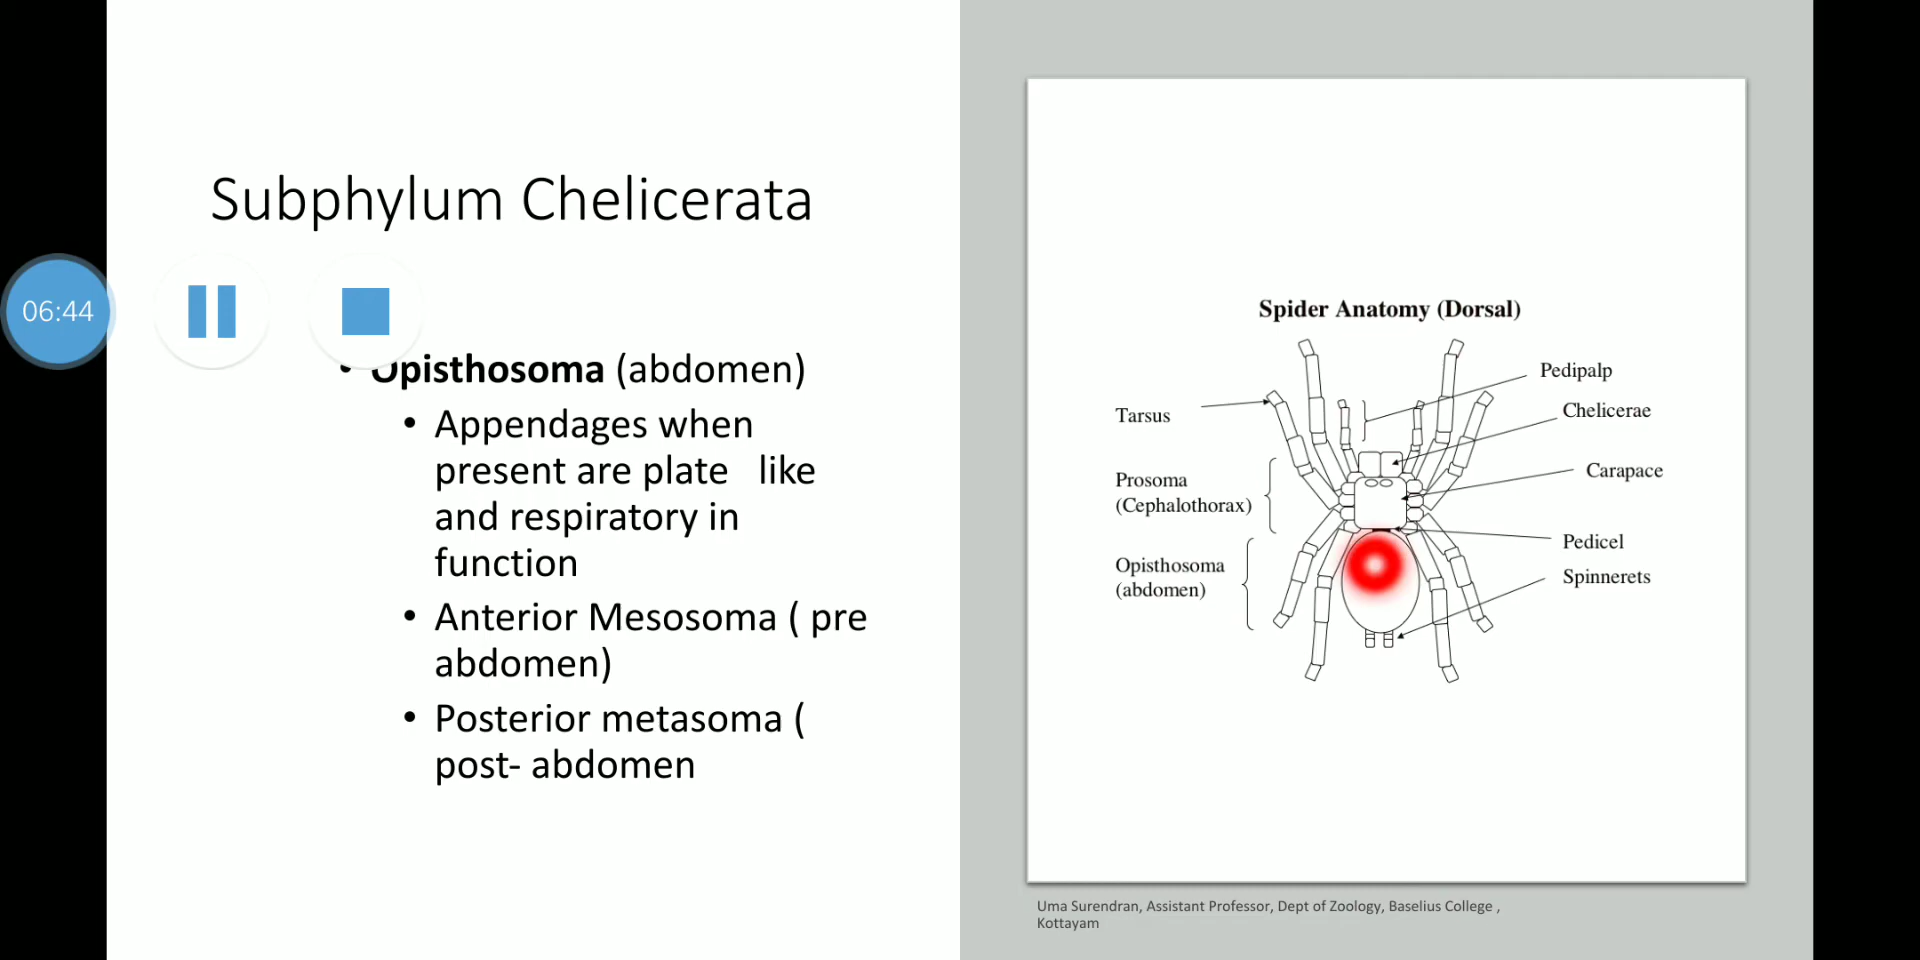 Subphylum Chelicerata
06:44
• Opisthosoma (abdomen)
• Appendages when
present are plate like
and respiratory in
function
• Anterior Mesosoma ( pre
abdomen)
• Posterior metasoma (
post- abdomen
Spider Anatomy (Dorsal)
Pedipalp
Chelicerae
Tarsus
Carapace
Prosoma
(Cephalothorax)
Pedicel
Opisthosoma
(abdomen)
Spinnerets
Uma Surendran, Assistant Professor, Dept of Zoology, Baselius College ,
Kottayam